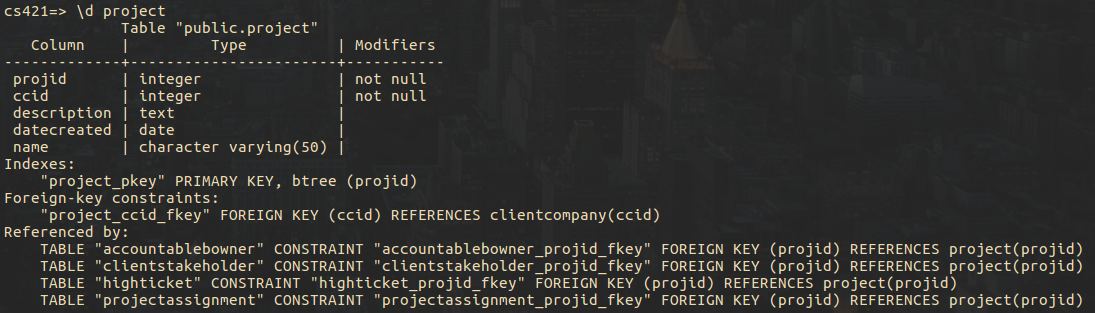 cs421=> \d project
Table "public.project"
Column | Type | Modifiers
-------------+-----------------------+-----------
projid | integer | not null
ccid | integer | not null
description | text |
datecreated | date |
name | character varying(50) |
Indexes:
"project_pkey" PRIMARY KEY, btree (projid)
Foreign-key constraints:
"project_ccid_fkey" FOREIGN KEY (ccid) REFERENCES clientcompany(ccid)
Referenced by:
TABLE "accountablebowner" CONSTRAINT "accountablebowner_projid_fkey" FOREIGN KEY (projid) REFERENCES project(projid)
TABLE "clientstakeholder" CONSTRAINT "clientstakeholder_projid_fkey" FOREIGN KEY (projid) REFERENCES project(projid)
TABLE "highticket" CONSTRAINT "highticket_projid_fkey" FOREIGN KEY (projid) REFERENCES project(projid)
TABLE "projectassignment" CONSTRAINT "projectassignment_projid_fkey" FOREIGN KEY (projid) REFERENCES project(projid)